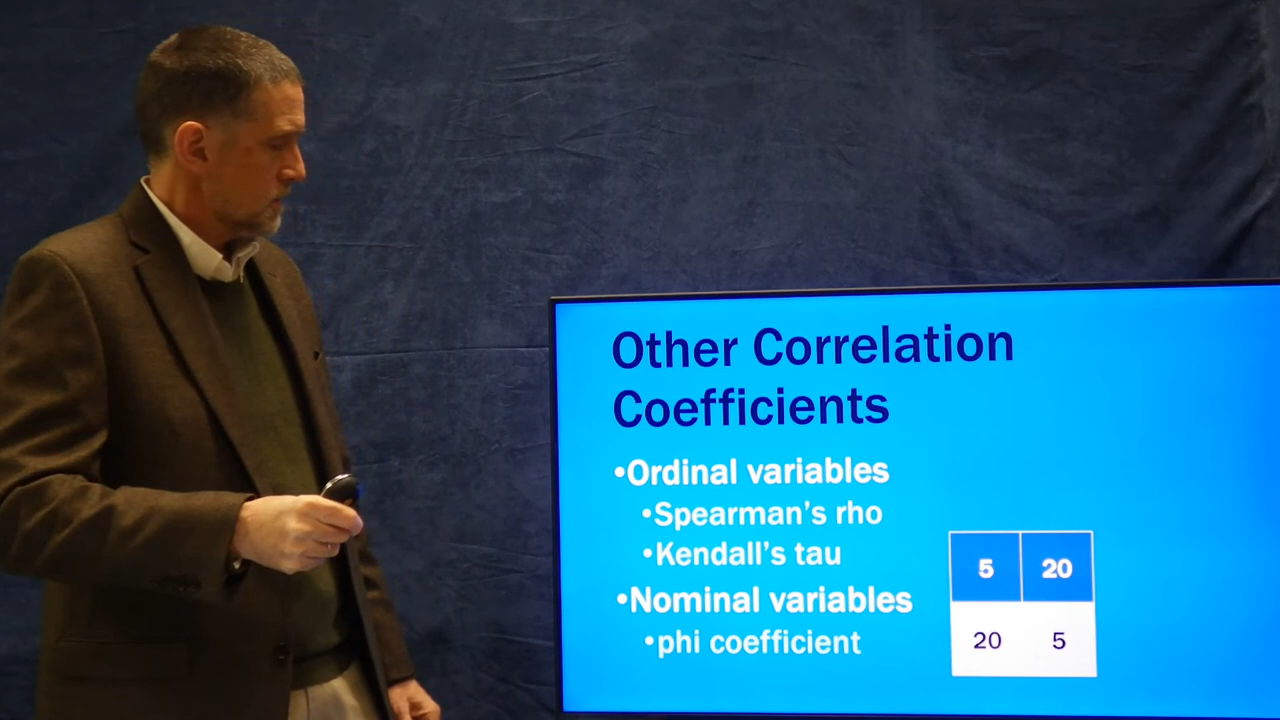 Other Correlation
Coefficients
•Ordinal variables
•Spearman's rho
•Kendall's tau
•Nominal variables
•phi coefficient
5 20
20 5